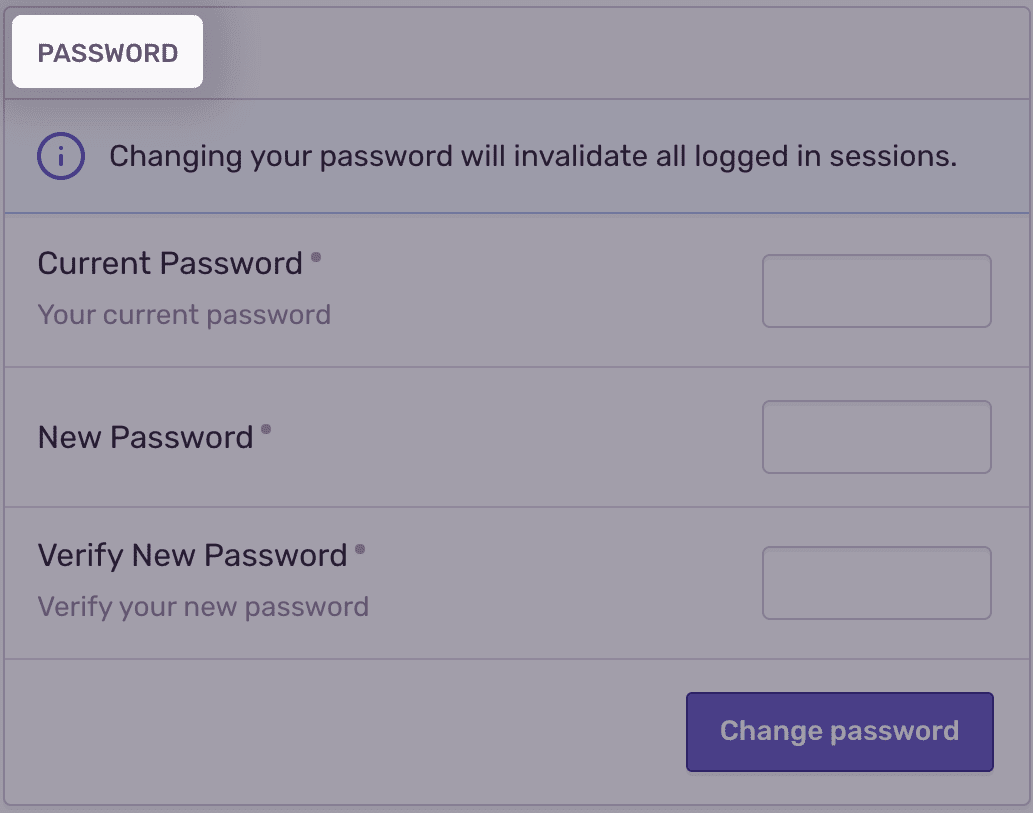 PASSWORD
Changing your password will invalidate all logged in sessions.
Current Password
Your current password
New Password
Verify New Password
Verify your new password
Change password